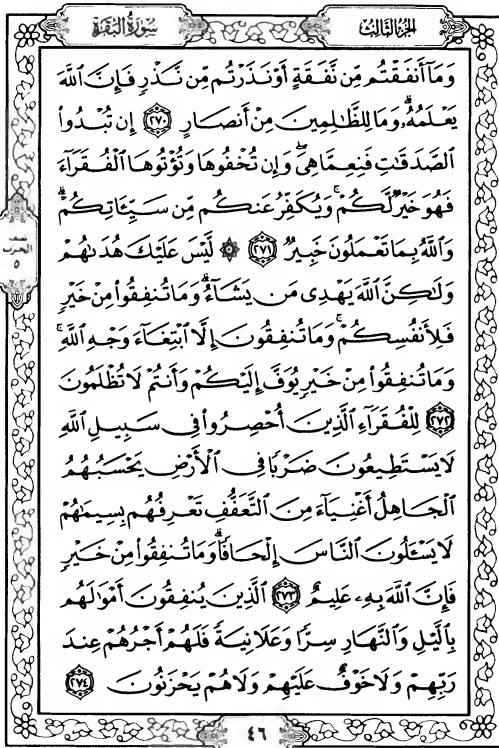 الجزء الثالث
سورة البقرة
وَمَآ أَنفَقْتُم مِّن نَّفَقَةٍ أَوْ نَذَرْتُم مِّن نَّذْرٍ فَإِنَّ ٱللَّهَ
يَعْلَمُهُۥ ۗ وَمَا لِلظَّٰلِمِينَ مِنْ أَنصَارٍ ٢٧٠ إِن تُبْدُوا۟
ٱلصَّدَقَٰتِ فَنِعِمَّا هِىَ ۖ وَإِن تُخْفُوهَا وَتُؤْتُوهَا ٱلْفُقَرَآءَ
فَهُوَ خَيْرٌ لَّكُمْ ۚ وَيُكَفِّرُ عَنكُم مِّن سَيِّـَٔاتِكُمْ ۗ
وَٱللَّهُ بِمَا تَعْمَلُونَ خَبِيرٌ ٢٧١ ۞ لَّيْسَ عَلَيْكَ هُدَىٰهُمْ
وَلَٰكِنَّ ٱللَّهَ يَهْدِى مَن يَشَآءُ ۗ وَمَا تُنفِقُوا۟ مِنْ خَيْرٍ
فَلِأَنفُسِكُمْ ۚ وَمَا تُنفِقُونَ إِلَّا ٱبْتِغَآءَ وَجْهِ ٱللَّهِ ۚ
وَمَا تُنفِقُوا۟ مِنْ خَيْرٍ يُوَفَّ إِلَيْكُمْ وَأَنتُمْ لَا تُظْلَمُونَ
٢٧٢ لِلْفُقَرَآءِ ٱلَّذِينَ أُحْصِرُوا۟ فِى سَبِيلِ ٱللَّهِ
لَا يَسْتَطِيعُونَ ضَرْبًا فِى ٱلْأَرْضِ يَحْسَبُهُمُ
ٱلْجَاهِلُ أَغْنِيَآءَ مِنَ ٱلتَّعَفُّفِ تَعْرِفُهُم بِسِيمَٰهُمْ
لَا يَسْـَٔلُونَ ٱلنَّاسَ إِلْحَافًا ۗ وَمَا تُنفِقُوا۟ مِنْ خَيْرٍ
فَإِنَّ ٱللَّهَ بِهِۦ عَلِيمٌ ٢٧٣ ٱلَّذِينَ يُنفِقُونَ أَمْوَٰلَهُم
بِٱلَّيْلِ وَٱلنَّهَارِ سِرًّا وَعَلَانِيَةً فَلَهُمْ أَجْرُهُمْ عِندَ
رَبِّهِمْ وَلَا خَوْفٌ عَلَيْهِمْ وَلَا هُمْ يَحْزَنُونَ ٢٧٤
الحزب
٥
٤٦